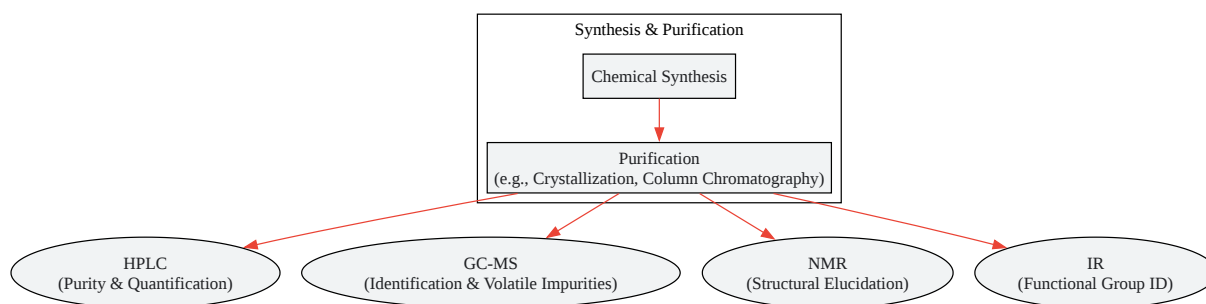 Synthesis & Purification
Chemical Synthesis
Purification
(e.g., Crystallization, Column Chromatography)
HPLC
(Purity & Quantification)
GC-MS
(Identification & Volatile Impurities)
NMR
(Structural Elucidation)
IR
(Functional Group ID)